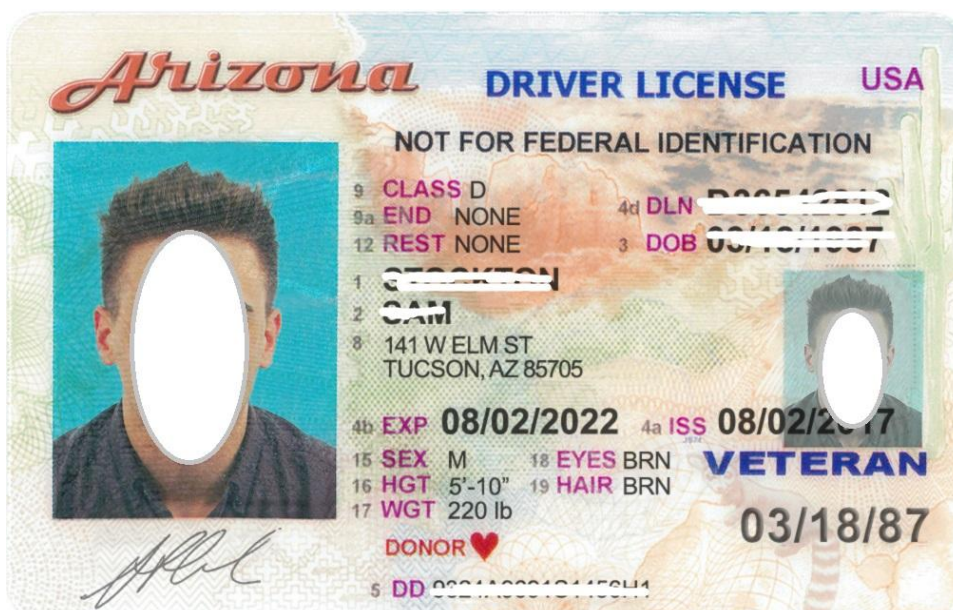 Arizona
DRIVER LICENSE USA
NOT FOR FEDERAL IDENTIFICATION
9 CLASS D 4d DLN
9a END NONE
12 REST NONE 3 DOB
1
2
8 141 W ELM ST
TUCSON, AZ 85705
4b EXP 08/02/2022 4a ISS 08/02/2017
15 SEX M 18 EYES BRN VETERAN
16 HGT 5'-10" 19 HAIR BRN
17 WGT 220 lb
03/18/87
DONOR
5 DD